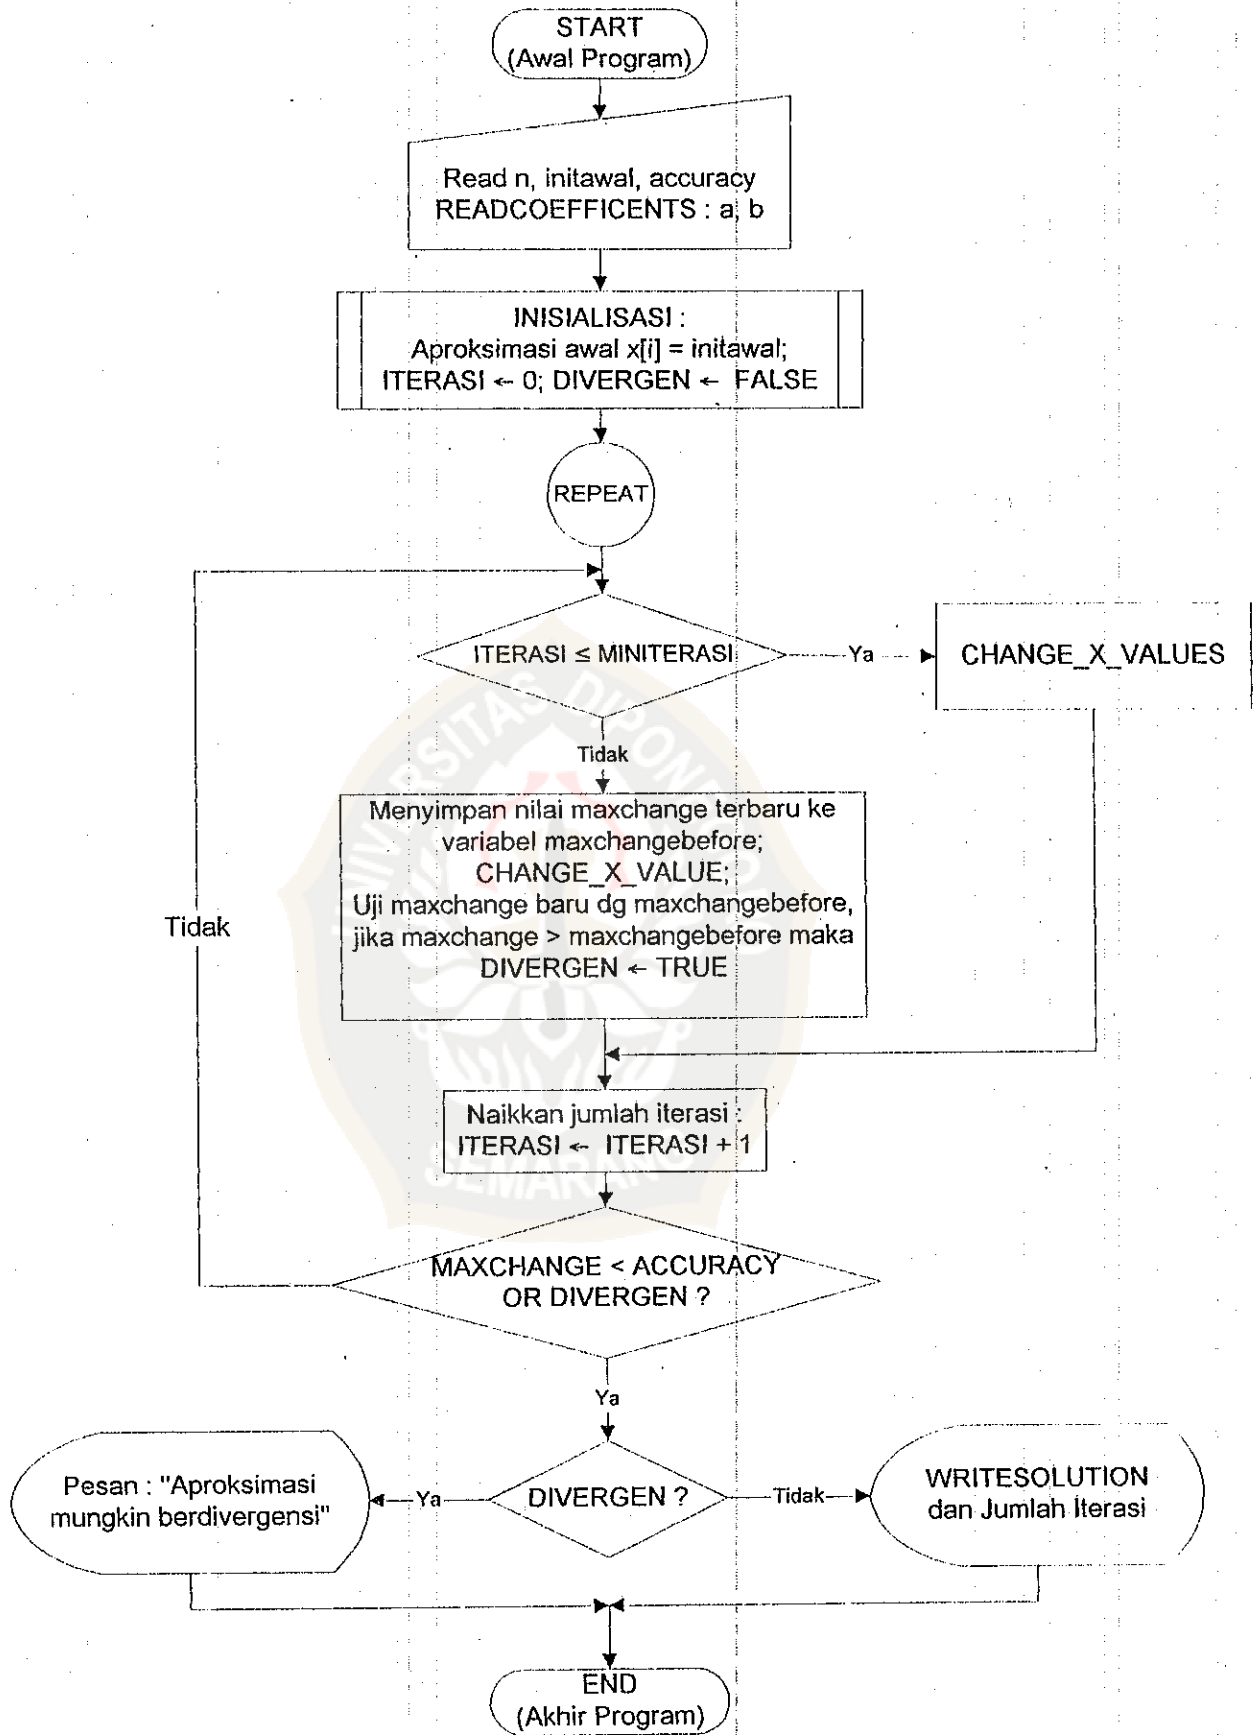 START
(Awal Program)
Read n, initawal, accuracy
READCOEFFICENTS : a, b
INISIALISASI :
Aproksimasi awal x[i] = initawal;
ITERASI ← 0; DIVERGEN ← FALSE
REPEAT
ITERASI ≤ MINITERASI
Ya
CHANGE_X_VALUES
Tidak
Menyimpan nilai maxchange terbaru ke
variabel maxchangebefore;
CHANGE_X_VALUE;
Uji maxchange baru dg maxchangebefore,
jika maxchange > maxchangebefore maka
DIVERGEN ← TRUE
Tidak
Naikkan jumlah iterasi :
ITERASI ← ITERASI + 1
MAXCHANGE < ACCURACY
OR DIVERGEN ?
Ya
Pesan : "Aproksimasi
mungkin berdivergensi"
Ya
DIVERGEN ?
Tidak
WRITESOLUTION
dan Jumlah Iterasi
END
(Akhir Program)
UNIVERSITAS DIPONEGORO
SEMARANG